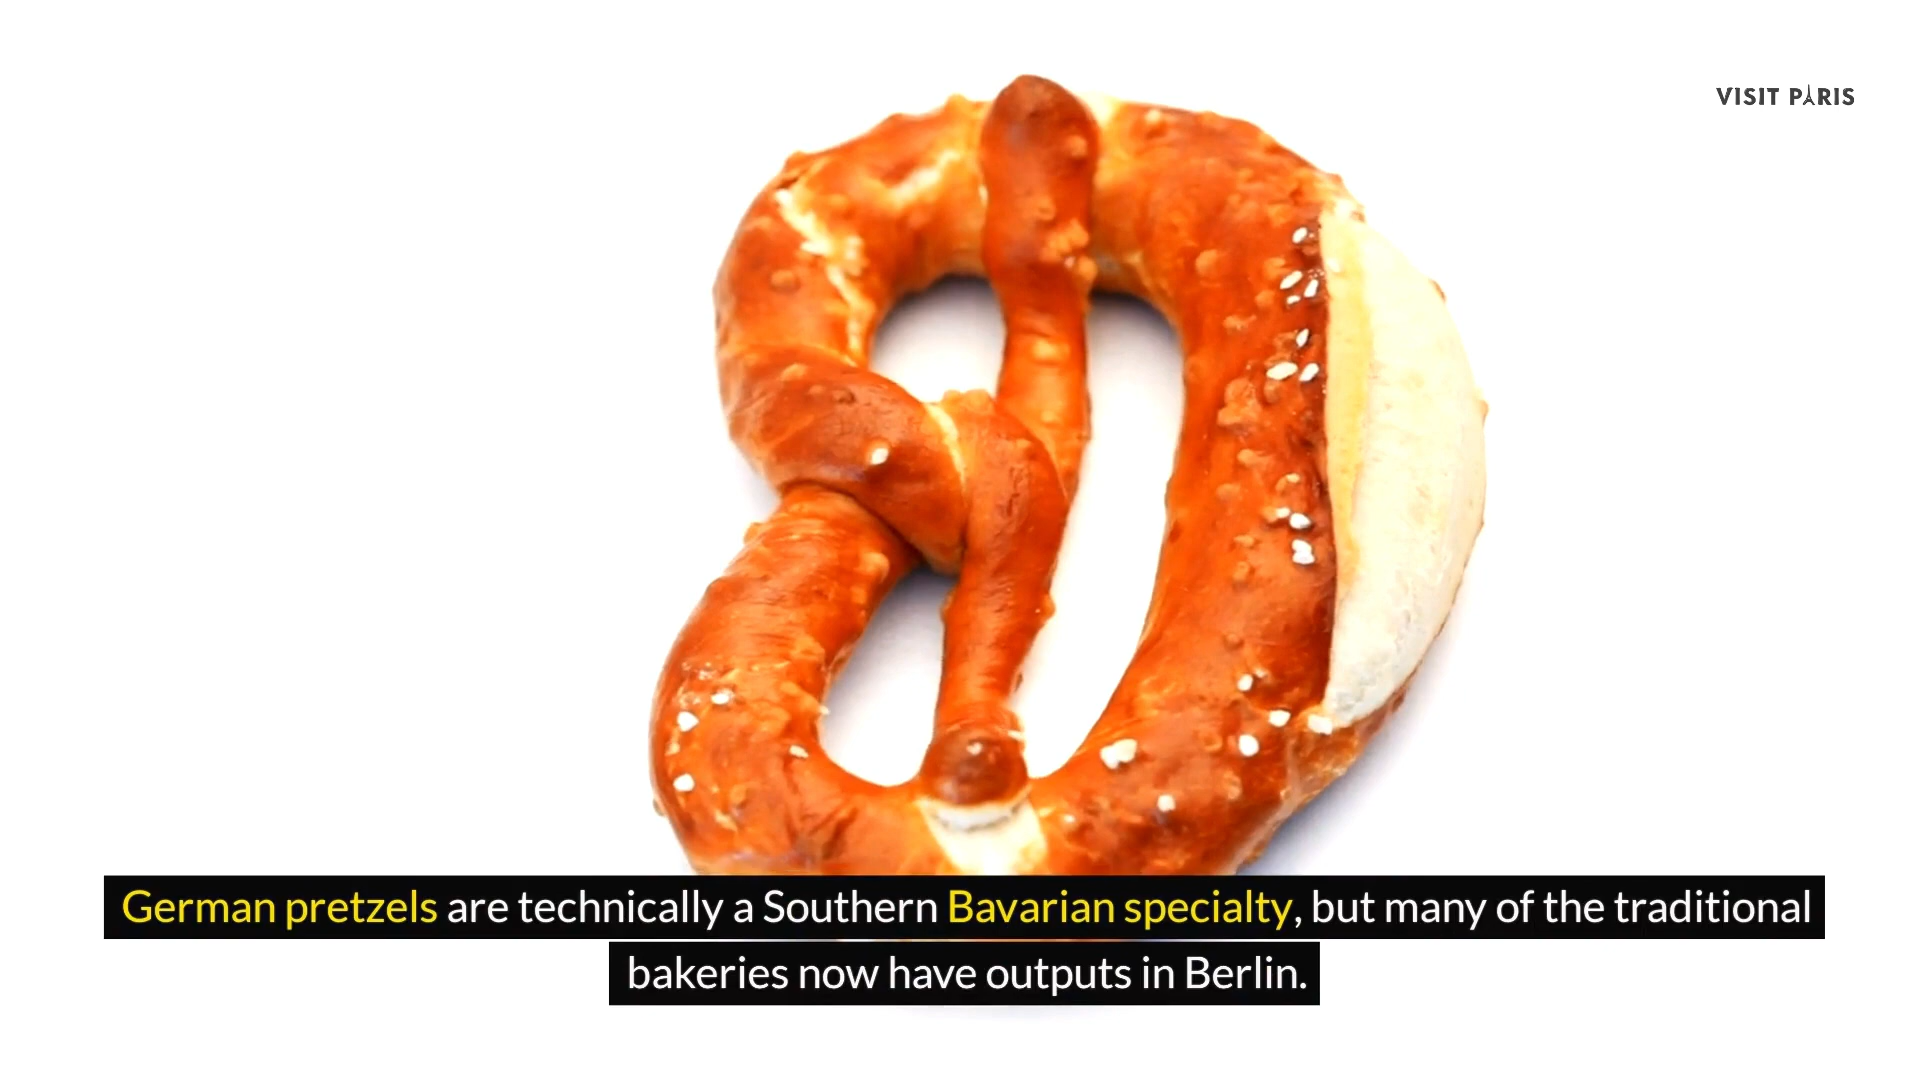 VISIT PARIS
German pretzels are technically a Southern Bavarian specialty, but many of the traditional
bakeries now have outputs in Berlin.